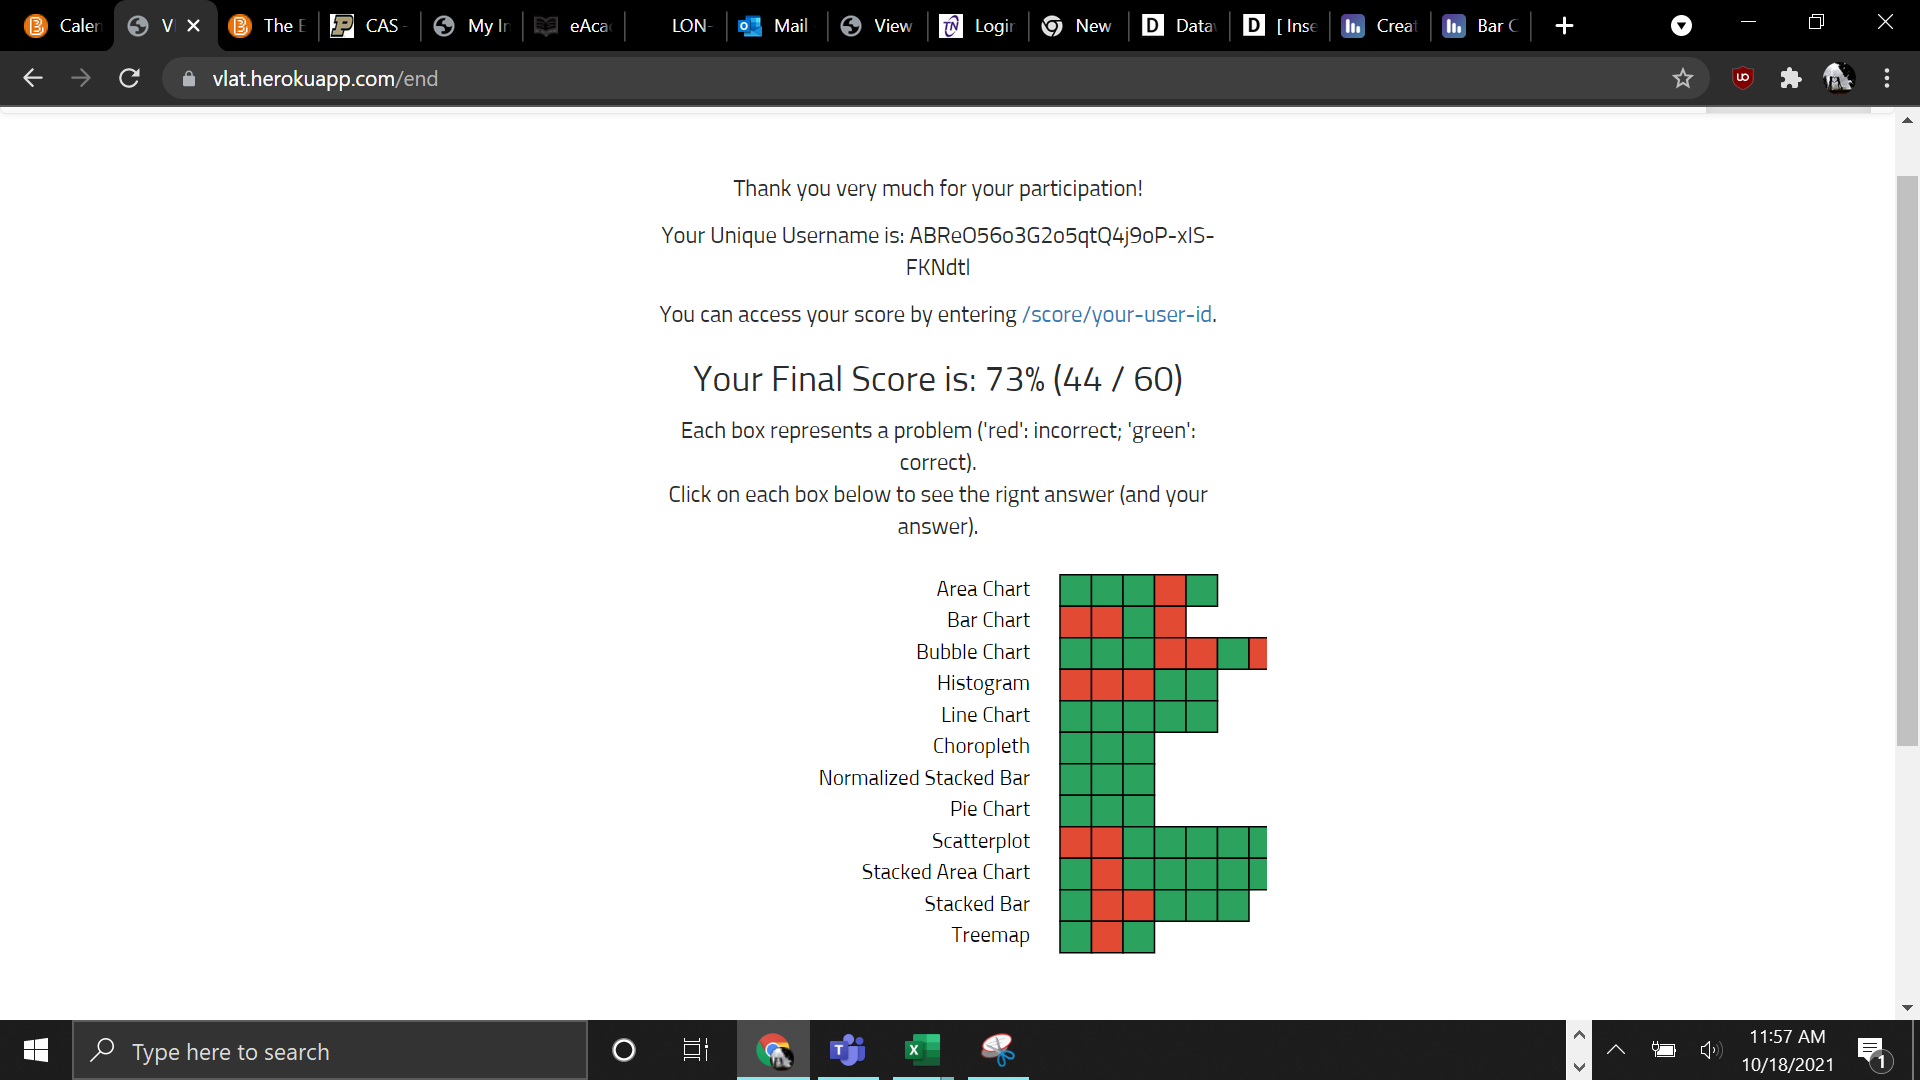 Calen
VI
The E
CAS -
My In
eAca
LON-
Mail
View
Login
New
Data
[ Inse
Creat
Bar C
vlat.herokuapp.com/end
Thank you very much for your participation!
Your Unique Username is: ABReO56o3G2o5qtQ4j9oP-xIS-
FKNdtl
You can access your score by entering /score/your-user-id.
Your Final Score is: 73% (44 / 60)
Each box represents a problem ('red': incorrect; 'green':
correct).
Click on each box below to see the rignt answer (and your
answer).
Area Chart
Bar Chart
Bubble Chart
Histogram
Line Chart
Choropleth
Normalized Stacked Bar
Pie Chart
Scatterplot
Stacked Area Chart
Stacked Bar
Treemap
Type here to search
11:57 AM
10/18/2021
1